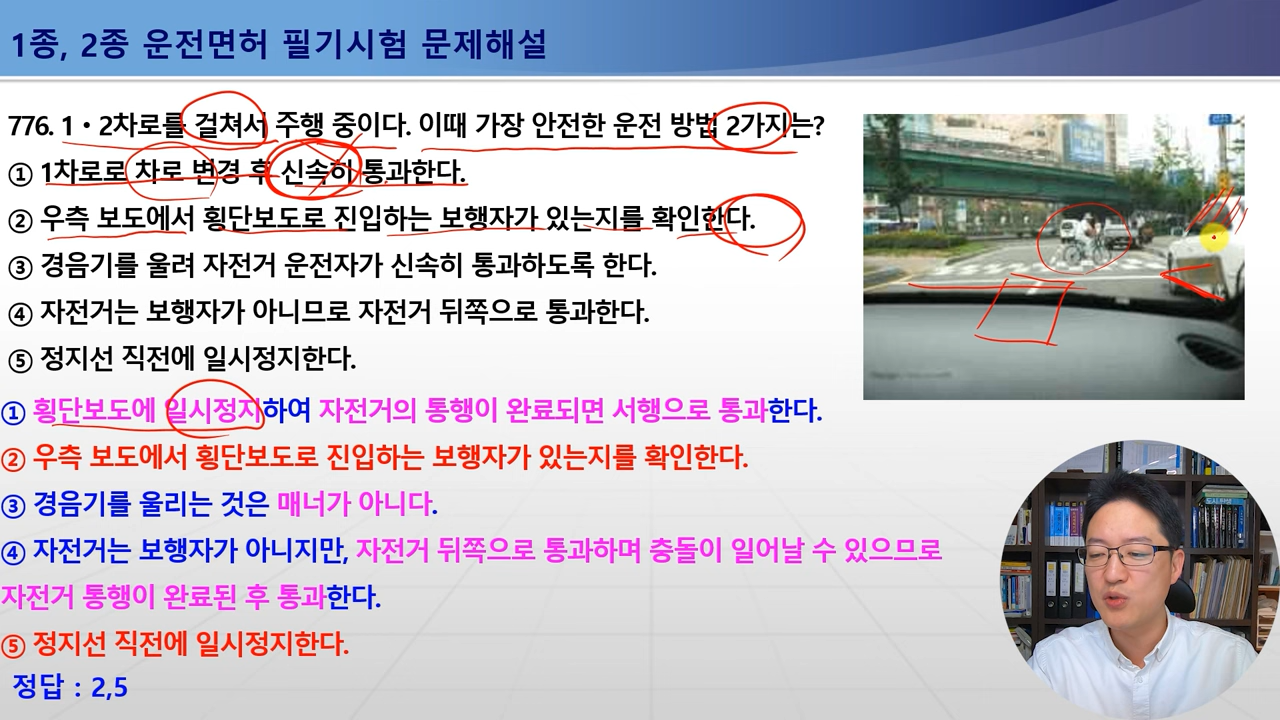 1종, 2종 운전면허 필기시험 문제해설
776. 1・2차로를 걸쳐서 주행 중이다. 이때 가장 안전한 운전 방법 2가지는?
① 1차로로 차로 변경 후 신속히 통과한다.
② 우측 보도에서 횡단보도로 진입하는 보행자가 있는지를 확인한다.
③ 경음기를 울려 자전거 운전자가 신속히 통과하도록 한다.
④ 자전거는 보행자가 아니므로 자전거 뒤쪽으로 통과한다.
⑤ 정지선 직전에 일시정지한다.
① 횡단보도에 일시정지하여 자전거의 통행이 완료되면 서행으로 통과한다.
② 우측 보도에서 횡단보도로 진입하는 보행자가 있는지를 확인한다.
③ 경음기를 울리는 것은 매너가 아니다.
④ 자전거는 보행자가 아니지만, 자전거 뒤쪽으로 통과하며 충돌이 일어날 수 있으므로
자전거 통행이 완료된 후 통과한다.
⑤ 정지선 직전에 일시정지한다.
정답 : 2,5